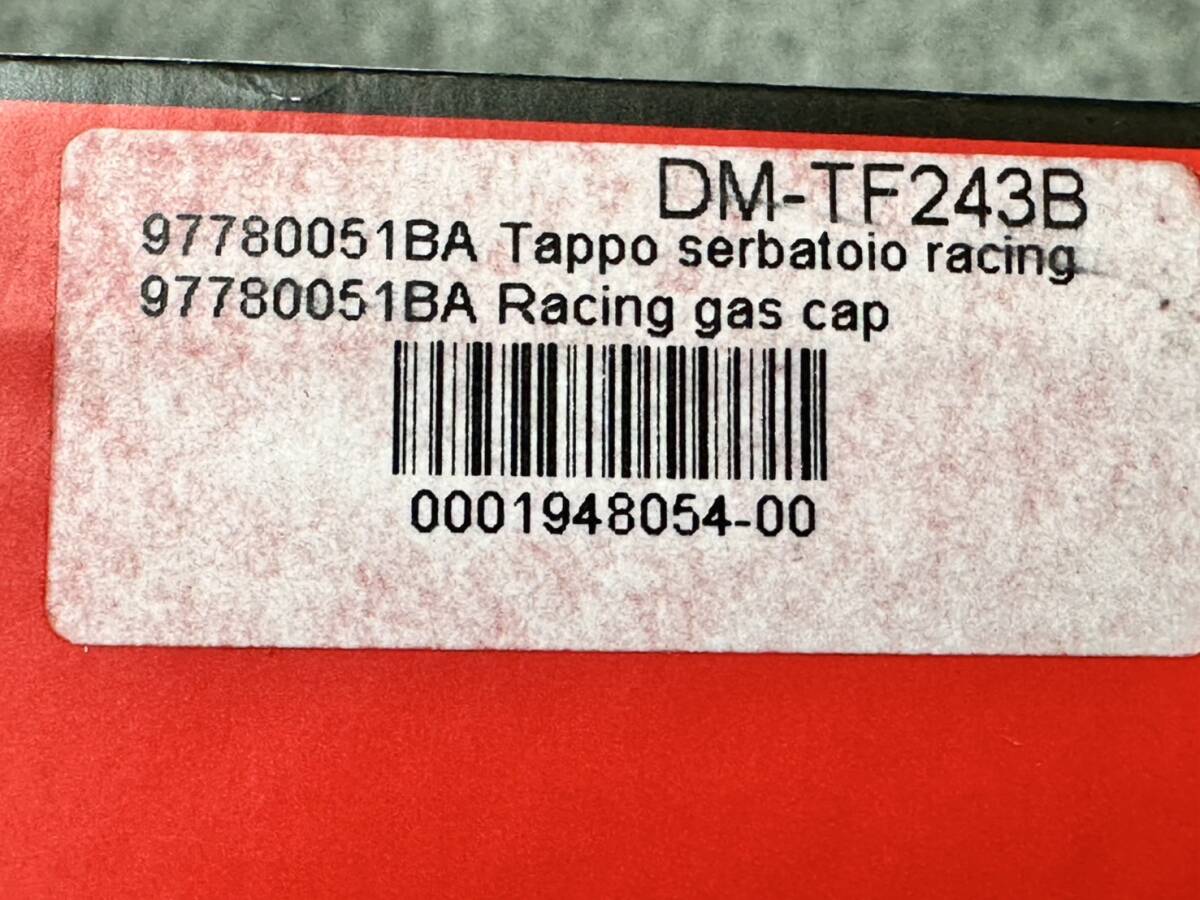 DM-TF243B
97780051BA Tappo serbatoio racing
97780051BA Racing gas cap
0001948054-00